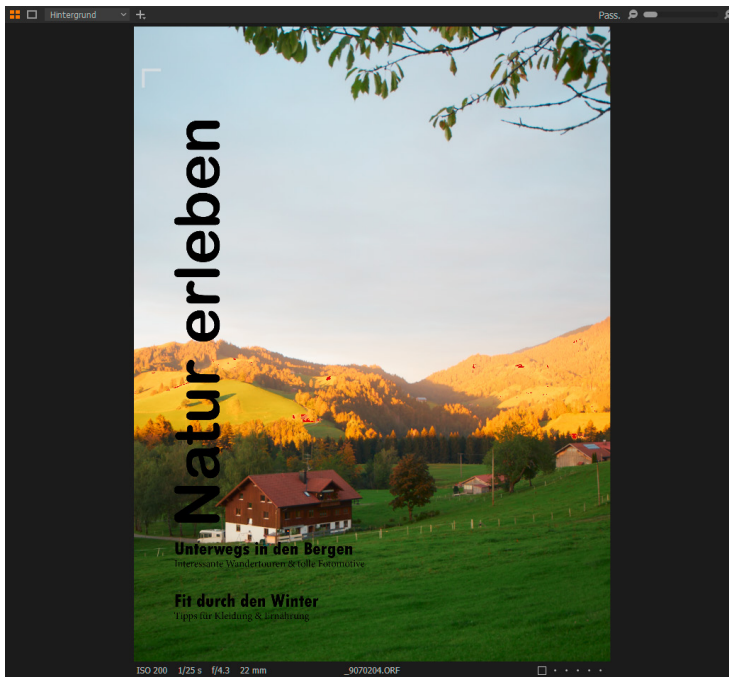 Hintergrund
Pass.
Natur erleben
Unterwegs in den Bergen
Interessante Wandertouren & tolle Fotomotive
Fit durch den Winter
Tipps für Kleidung & Ernährung
ISO 200 1/25 s f/4.3 22 mm _9070204.ORF